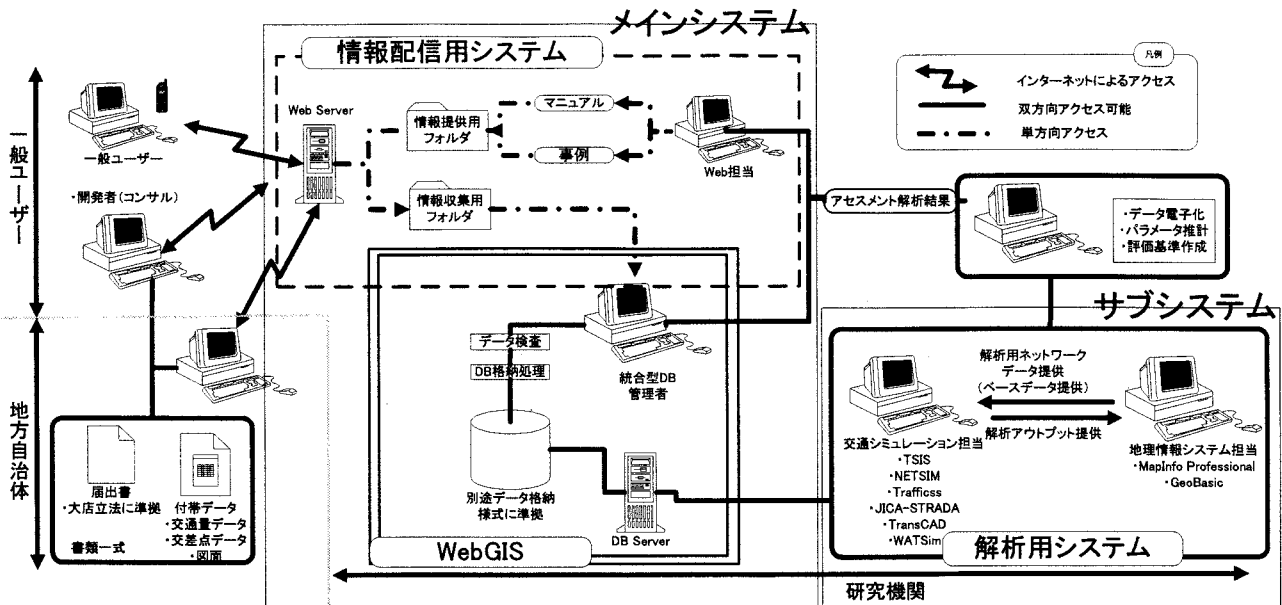 メインシステム
情報配信用システム
凡例
インターネットによるアクセス
双方向アクセス可能
単方向アクセス
一般ユーザー
一般ユーザー
・開発者(コンサル)
Web Server
情報提供用
フォルダ
マニュアル
事例
Web担当
情報収集用
フォルダ
アセスメント解析結果
・データ電子化
・パラメータ推計
・評価基準作成
サブシステム
地方自治体
データ検査
DB格納処理
統合型DB
管理者
別途データ格納
様式に準拠
DB Server
WebGIS
届出書
・大店立法に準拠
付帯データ
・交通量データ
・交差点データ
・図面
書類一式
解析用ネットワーク
データ提供
(ベースデータ提供)
解析アウトプット提供
交通シミュレーション担当
・TSIS
・NETSIM
・Trafficss
・JICA-STRADA
・TransCAD
・WATSim
地理情報システム担当
・MapInfo Professional
・GeoBasic
解析用システム
研究機関